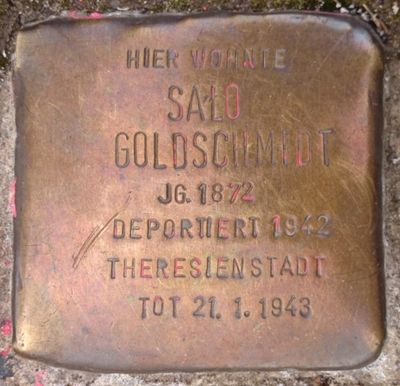 HIER WOHNTE
SALO
GOLDSCHMIDT
JG. 1872
DEPORTIERT 1942
THERESIENSTADT
TOT 21. 1. 1943